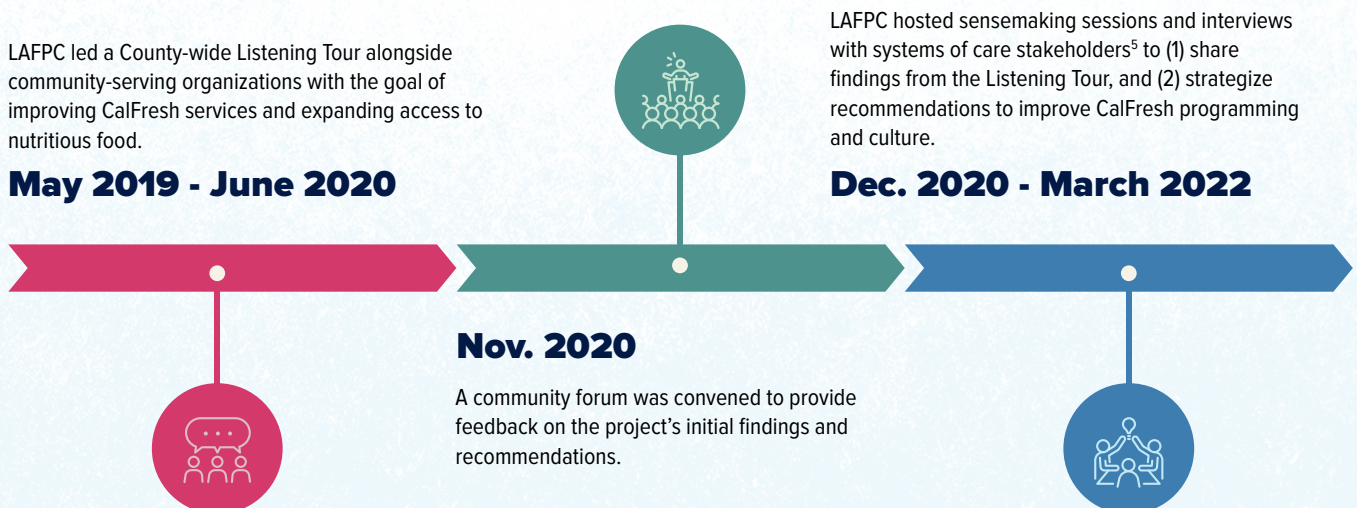 LAFPC led a County-wide Listening Tour alongside
community-serving organizations with the goal of
improving CalFresh services and expanding access to
nutritious food.
May 2019 - June 2020
Nov. 2020
A community forum was convened to provide
feedback on the project’s initial findings and
recommendations.
LAFPC hosted sensemaking sessions and interviews
with systems of care stakeholders⁵ to (1) share
findings from the Listening Tour, and (2) strategize
recommendations to improve CalFresh programming
and culture.
Dec. 2020 - March 2022